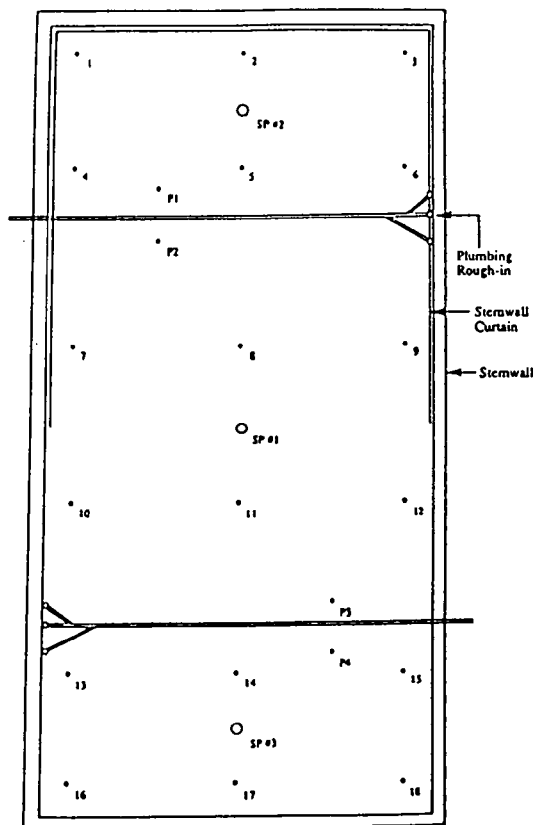 1
2
3
SP #2
4
5
6
P1
P2
Plumbing
Rough-in
Stemwall
Curtain
Stemwall
7
8
9
SP #1
10
11
12
P3
P4
13
14
15
SP #3
16
17
18